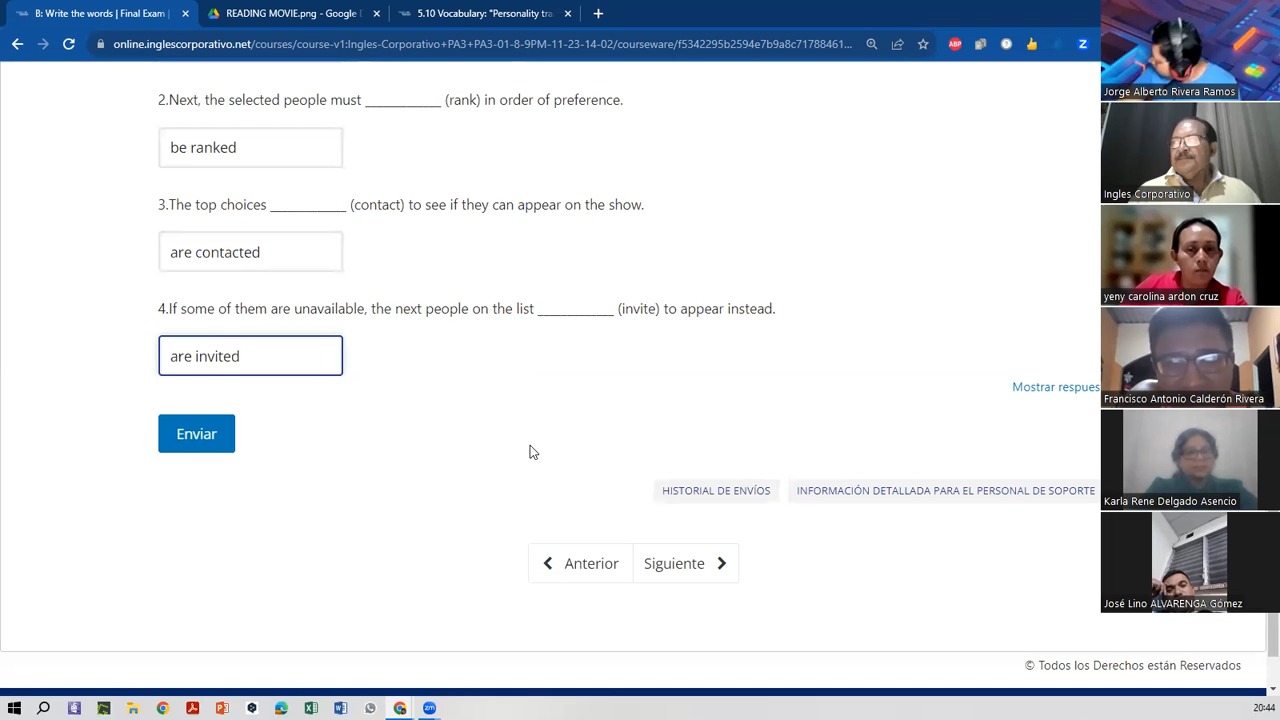 B: Write the words | Final Exam |
READING MOVIE.png - Google
5.10 Vocabulary: "Personality tra
online.inglescorporativo.net/courses/course-v1:Ingles-Corporativo+PA3+PA3-01-8-9PM-11-23-14-02/courseware/f5342295b2594e7b9a8c71788461...
ABP
Z
2.Next, the selected people must ____________ (rank) in order of preference.
be ranked
3.The top choices ____________ (contact) to see if they can appear on the show.
are contacted
4.If some of them are unavailable, the next people on the list ____________ (invite) to appear instead.
are invited
Mostrar respues
Enviar
HISTORIAL DE ENVÍOS
INFORMACIÓN DETALLADA PARA EL PERSONAL DE SOPORTE
Anterior
Siguiente
© Todos los Derechos están Reservados
Jorge Alberto Rivera Ramos
Ingles Corporativo
yeny carolina ardon cruz
Francisco Antonio Calderón Rivera
Karla Rene Delgado Asencio
José Lino ALVARENGA Gómez
zm
20:44